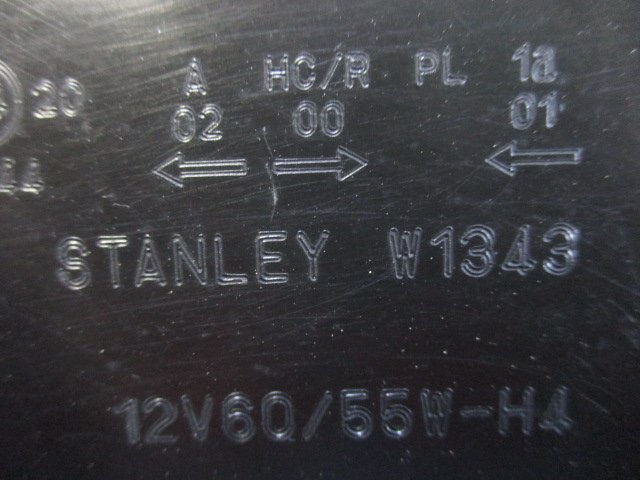 20 A HC/R PL 1a
02 00 01
STANLEY W1343
12V60/55W-H4